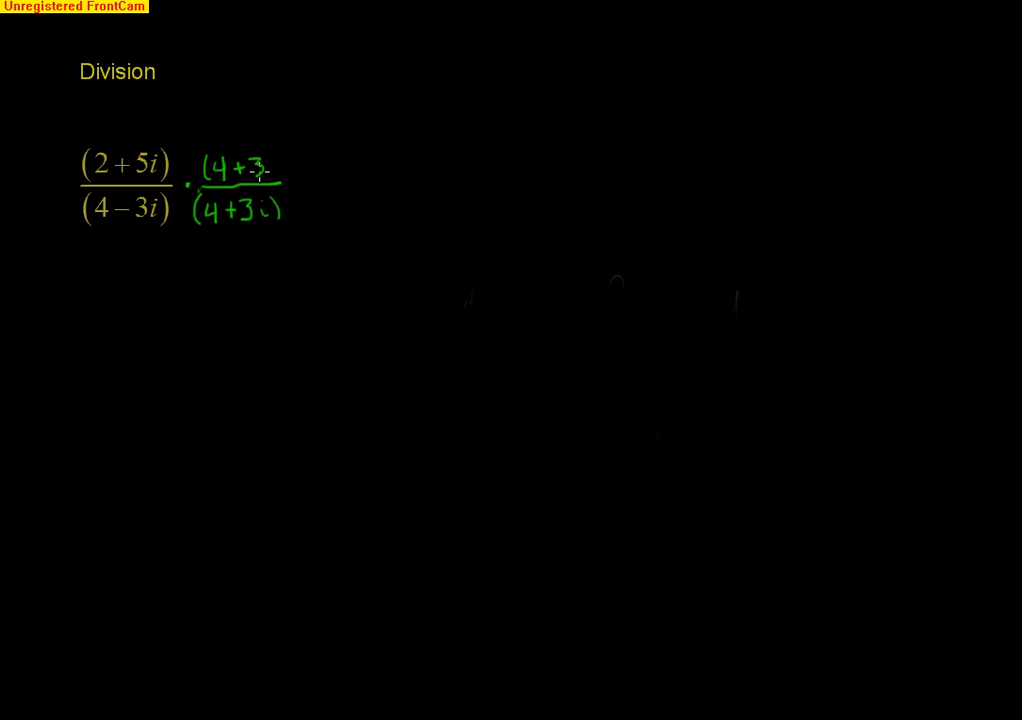 Unregistered FrontCam
Division
(2 + 5i) / (4 − 3i) · (4 + 3 / (4 + 3i)